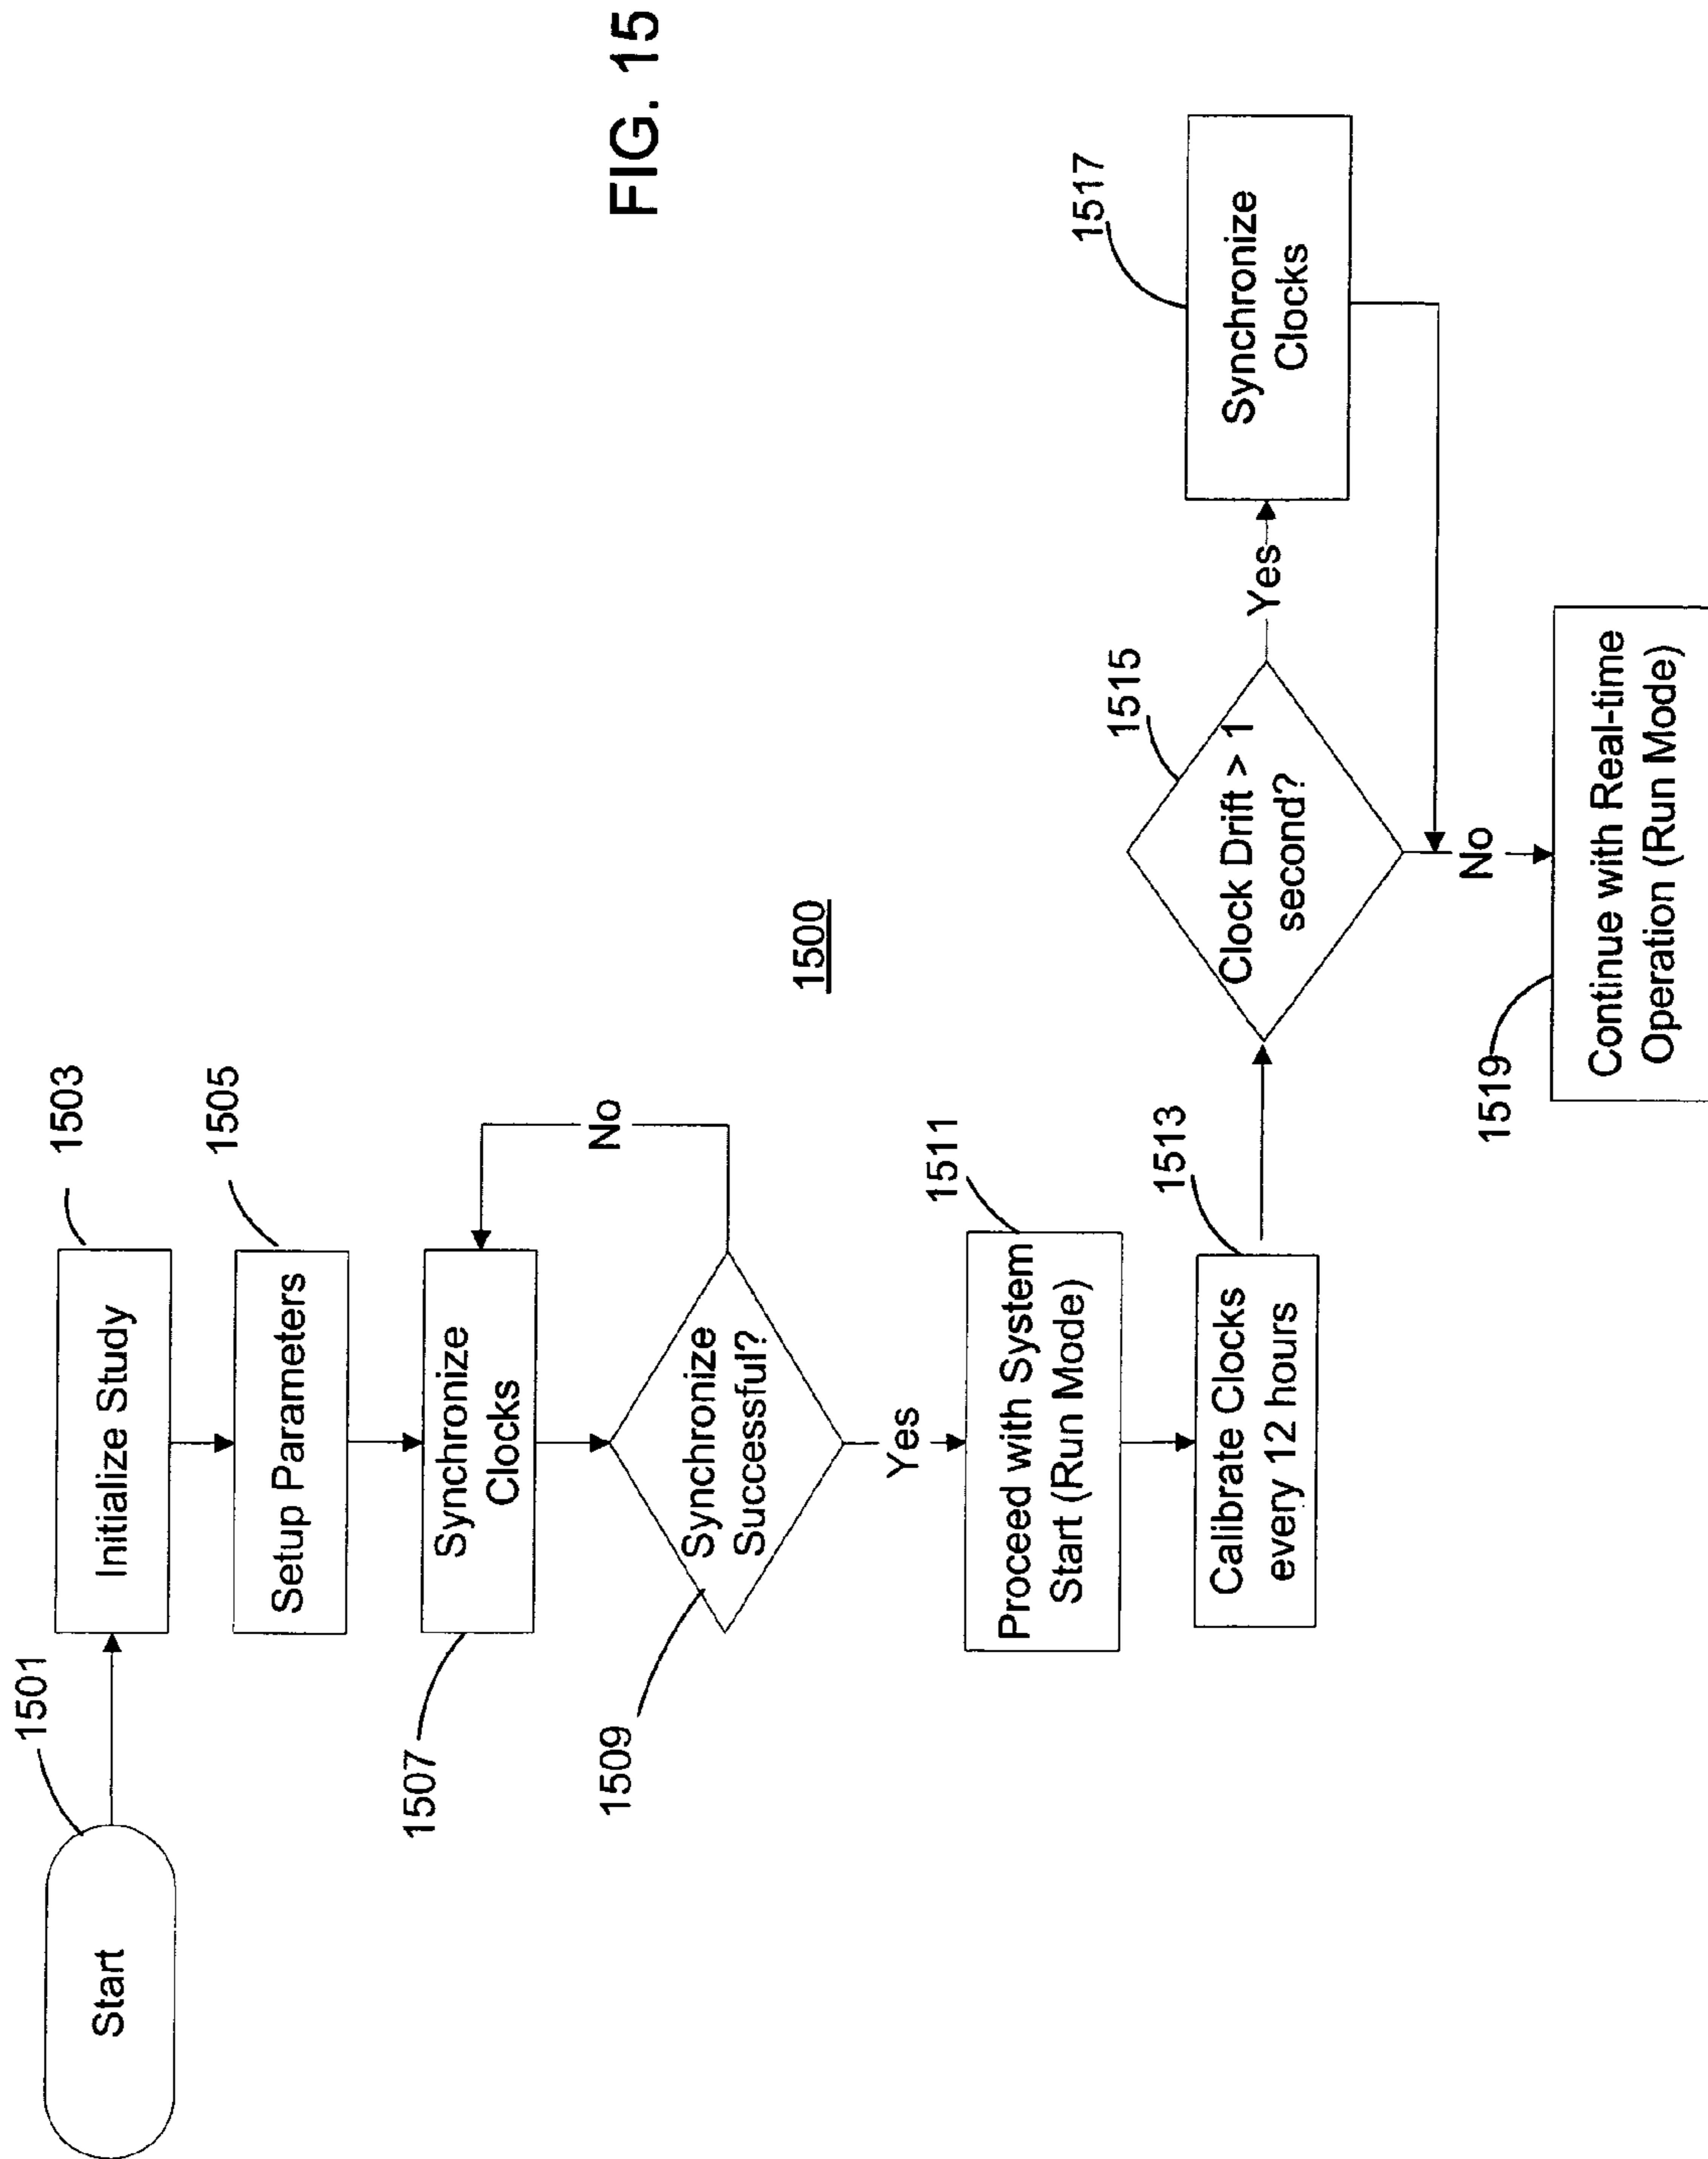 FIG. 15
1500
1501
Start
1503
Initialize Study
1505
Setup Parameters
1507
Synchronize
Clocks
No
1509
Synchronize
Successful?
Yes
1511
Proceed with System
Start (Run Mode)
1513
Calibrate Clocks
every 12 hours
1515
Clock Drift > 1
second?
Yes
1517
Synchronize
Clocks
No
1519
Continue with Real-time
Operation (Run Mode)